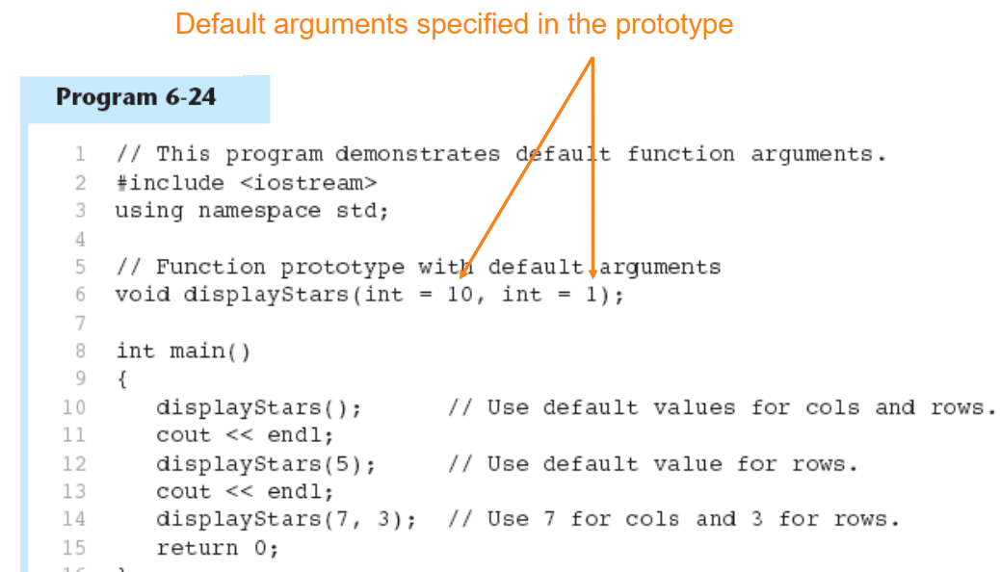 Default arguments specified in the prototype
Program 6-24
1 // This program demonstrates default function arguments.
2 #include <iostream>
3 using namespace std;
4
5 // Function prototype with default arguments
6 void displayStars(int = 10, int = 1);
7
8 int main()
9 {
10 displayStars(); // Use default values for cols and rows.
11 cout << endl;
12 displayStars(5); // Use default value for rows.
13 cout << endl;
14 displayStars(7, 3); // Use 7 for cols and 3 for rows.
15 return 0;